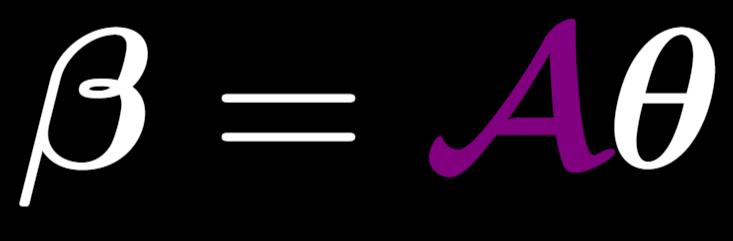 β = 𝒜θ